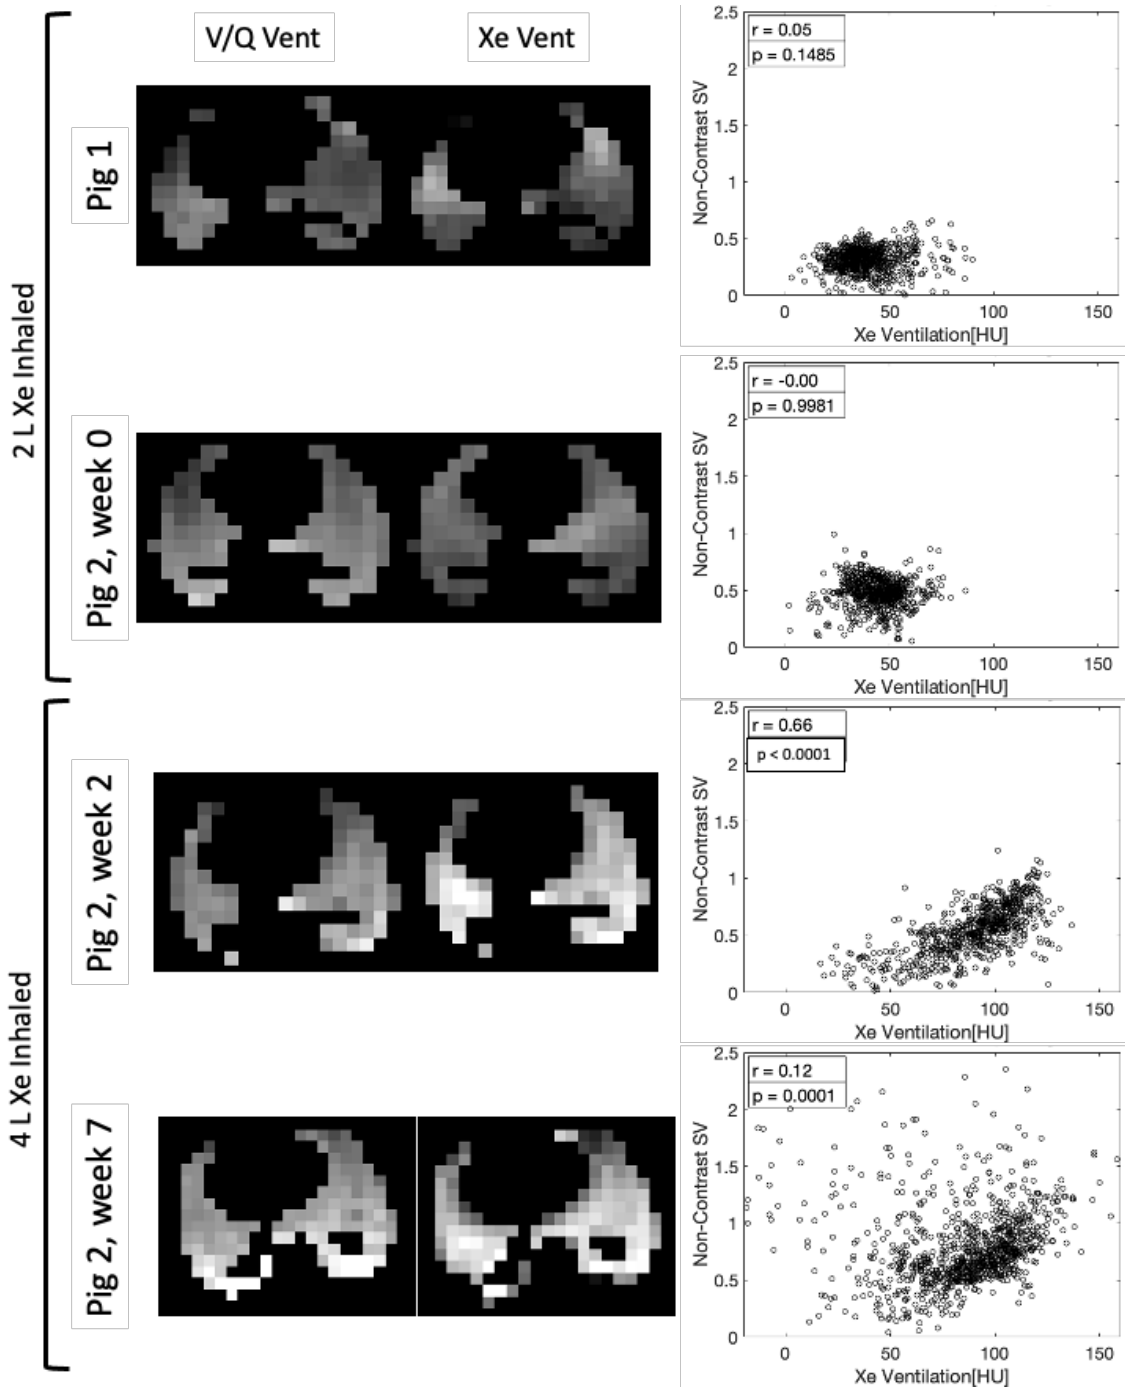 V/Q Vent
Xe Vent
2 L Xe Inhaled
Pig 1
r = 0.05
p = 0.1485
Non-Contrast SV
2.5
2
1.5
1
0.5
0
0
50
100
150
Xe Ventilation[HU]
Pig 2, week 0
r = -0.00
p = 0.9981
Non-Contrast SV
2.5
2
1.5
1
0.5
0
0
50
100
150
Xe Ventilation[HU]
4 L Xe Inhaled
Pig 2, week 2
r = 0.66
p < 0.0001
Non-Contrast SV
2.5
2
1.5
1
0.5
0
0
50
100
150
Xe Ventilation[HU]
Pig 2, week 7
r = 0.12
p = 0.0001
Non-Contrast SV
2.5
2
1.5
1
0.5
0
0
50
100
150
Xe Ventilation[HU]